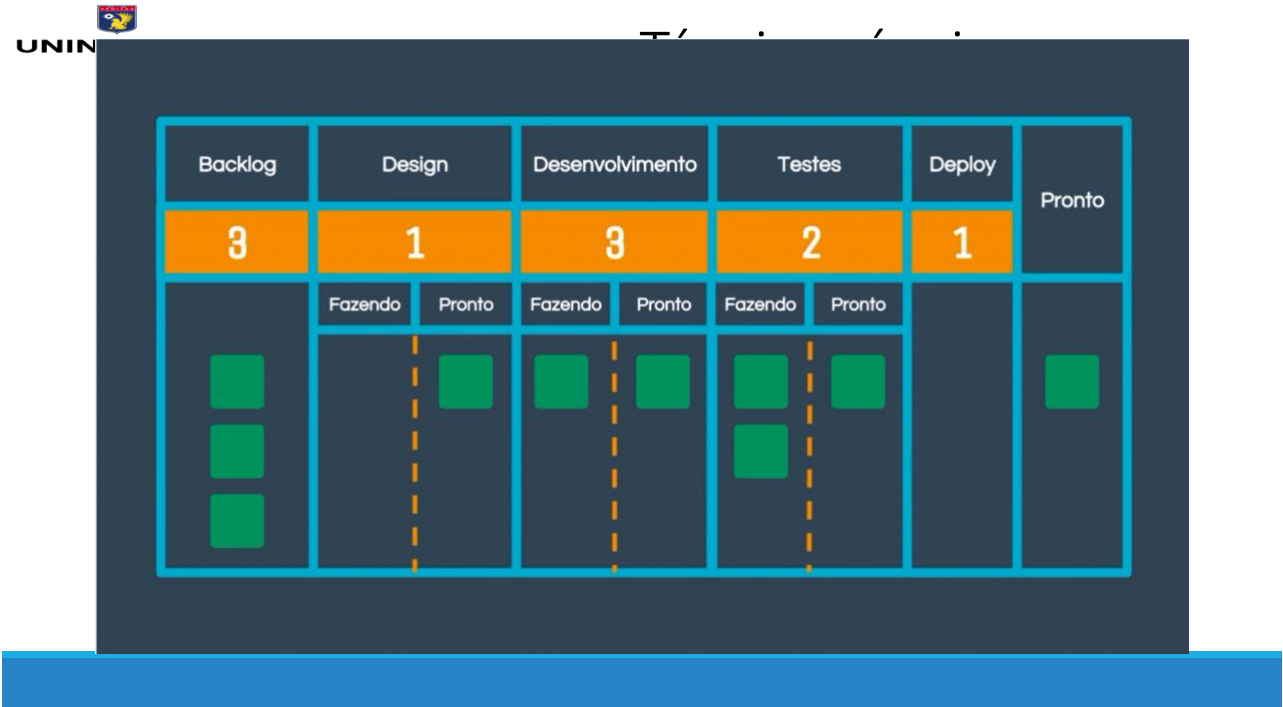 UNIN
Backlog Design Desenvolvimento Testes Deploy Pronto
3 1 3 2 1
Fazendo Pronto Fazendo Pronto Fazendo Pronto